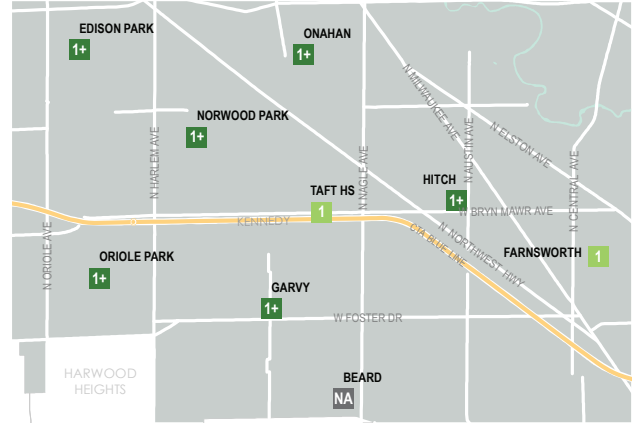 EDISON PARK
1+
ONAHAN
1+
N MILWAUKEE AVE
N ELSTON AVE
NORWOOD PARK
1+
N HARLEM AVE
N NAGLE AVE
N AUSTIN AVE
N CENTRAL AVE
TAFT HS
1
HITCH
1+
W BRYN MAWR AVE
KENNEDY
CTA BLUE LINE
N NORTHWEST HWY
FARNSWORTH
1
N ORIOLE AVE
ORIOLE PARK
1+
GARVY
1+
W FOSTER DR
HARWOOD
HEIGHTS
BEARD
NA